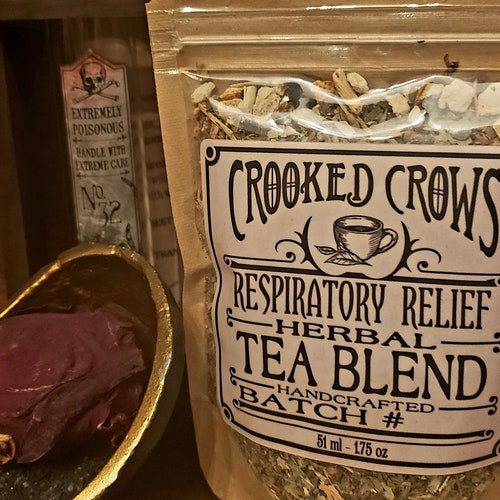 EXTREMELY
POISONOUS
HANDLE WITH
EXTREME CARE
No.
32
CROOKED CROWS
RESPIRATORY RELIEF
HERBAL
TEA BLEND
HANDCRAFTED
BATCH #
51 ml - 1.75 oz